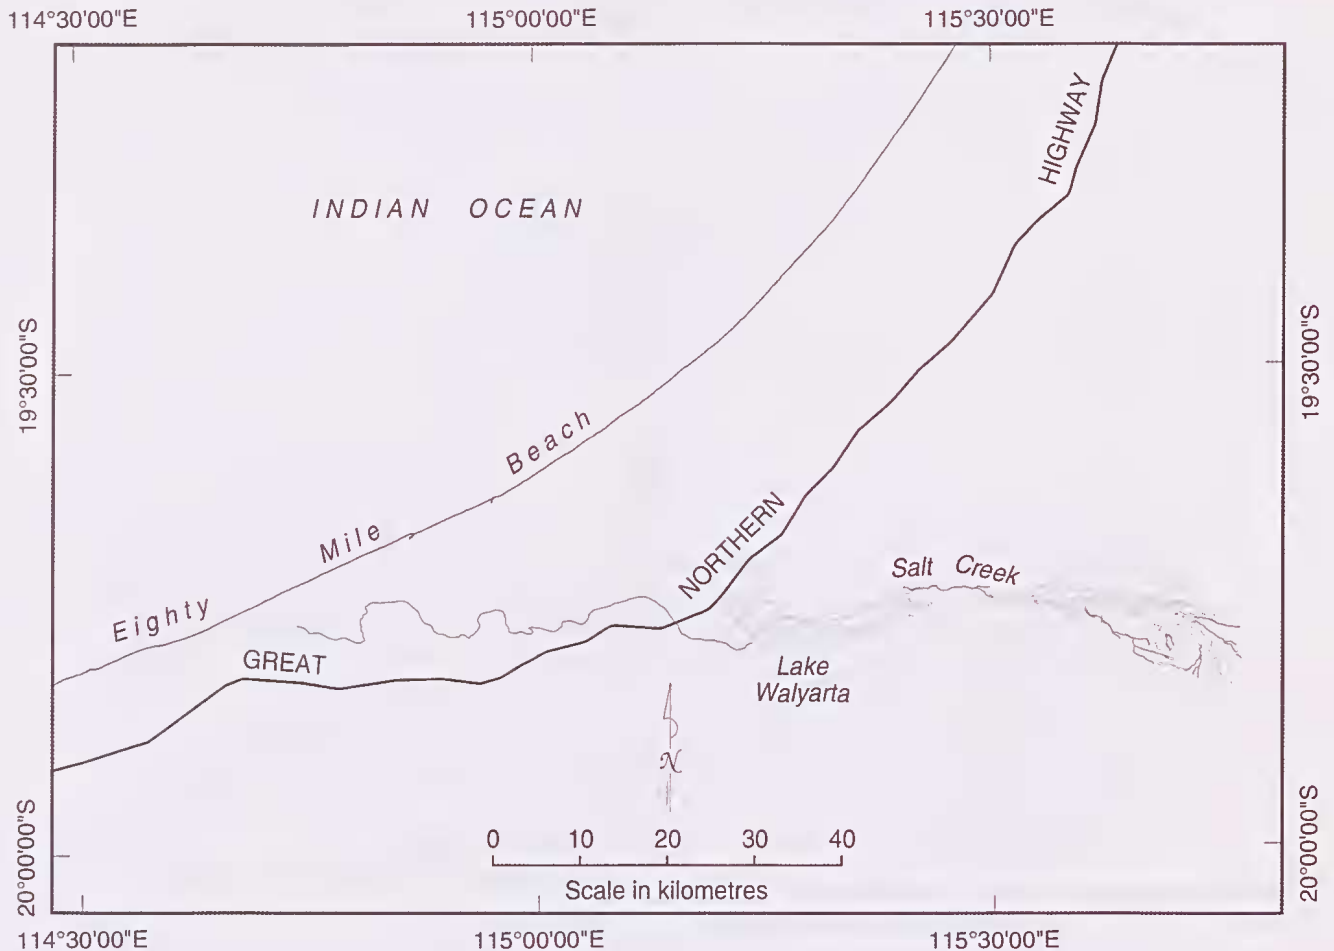 114°30'00"E 115°00'00"E 115°30'00"E
HIGHWAY
INDIAN OCEAN
19°30'00"S
19°30'00"S
Eighty Mile Beach
NORTHERN
Salt Creek
GREAT
Lake
Walyarta
N
20°00'00"S
20°00'00"S
0 10 20 30 40
Scale in kilometres
114°30'00"E 115°00'00"E 115°30'00"E